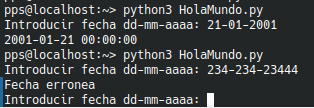 pps@localhost:~> python3 HolaMundo.py
Introducir fecha dd-mm-aaaa: 21-01-2001
2001-01-21 00:00:00
pps@localhost:~> python3 HolaMundo.py
Introducir fecha dd-mm-aaaa: 234-234-23444
Fecha erronea
Introducir fecha dd-mm-aaaa: